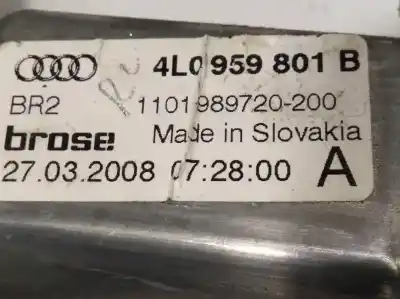 4L0 959 801 B
BR2 1101989720-200
brose Made in Slovakia
27.03.2008 07:28:00 A